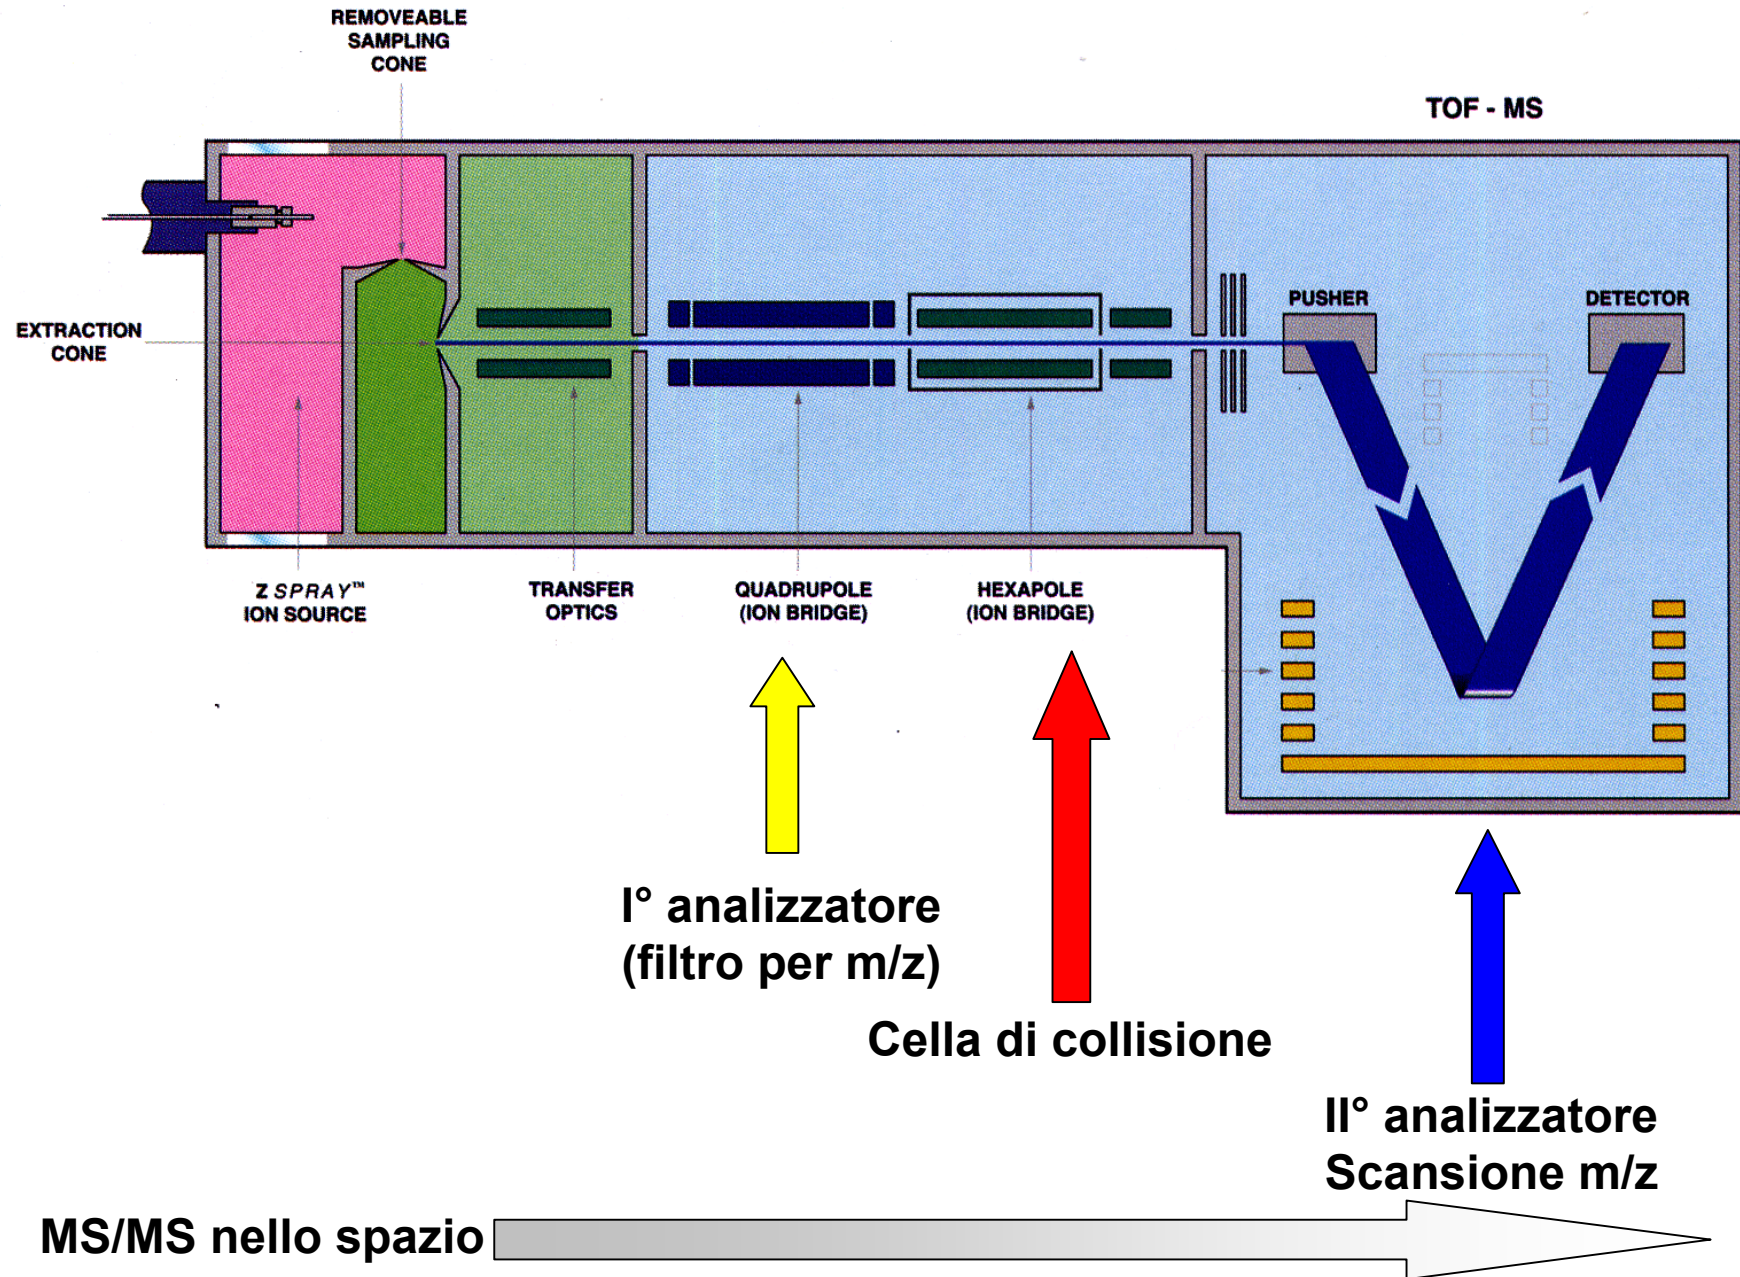 REMOVEABLE
SAMPLING
CONE
TOF - MS
EXTRACTION
CONE
PUSHER
DETECTOR
Z SPRAY™
ION SOURCE
TRANSFER
OPTICS
QUADRUPOLE
(ION BRIDGE)
HEXAPOLE
(ION BRIDGE)
I° analizzatore
(filtro per m/z)
Cella di collisione
II° analizzatore
Scansione m/z
MS/MS nello spazio